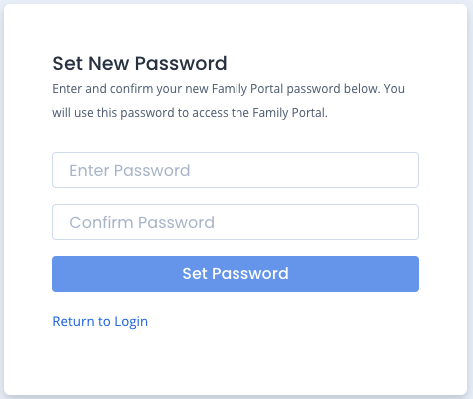 Set New Password
Enter and confirm your new Family Portal password below. You
will use this password to access the Family Portal.
Enter Password
Confirm Password
Set Password
Return to Login